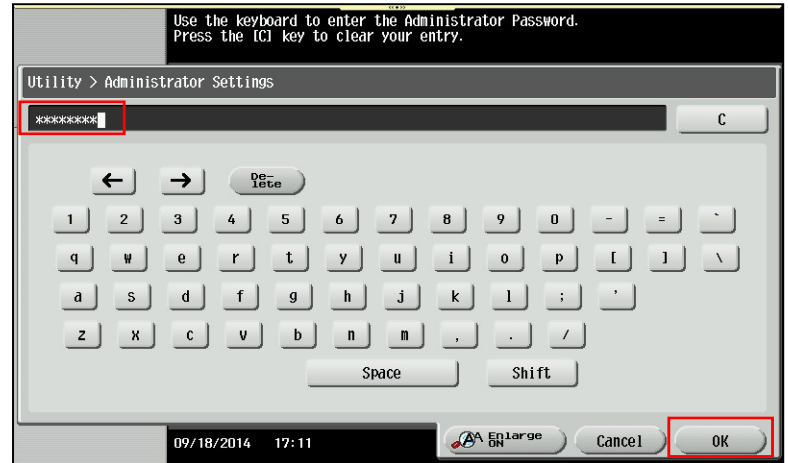 Use the keyboard to enter the Administrator Password.
Press the [C] key to clear your entry.
Utility > Administrator Settings
******** C
← → De-lete
1 2 3 4 5 6 7 8 9 0 - = `
q w e r t y u i o p [ ] \
a s d f g h j k l ; '
z x c v b n m , . /
Space Shift
09/18/2014 17:11 AA Enlarge ON Cancel OK